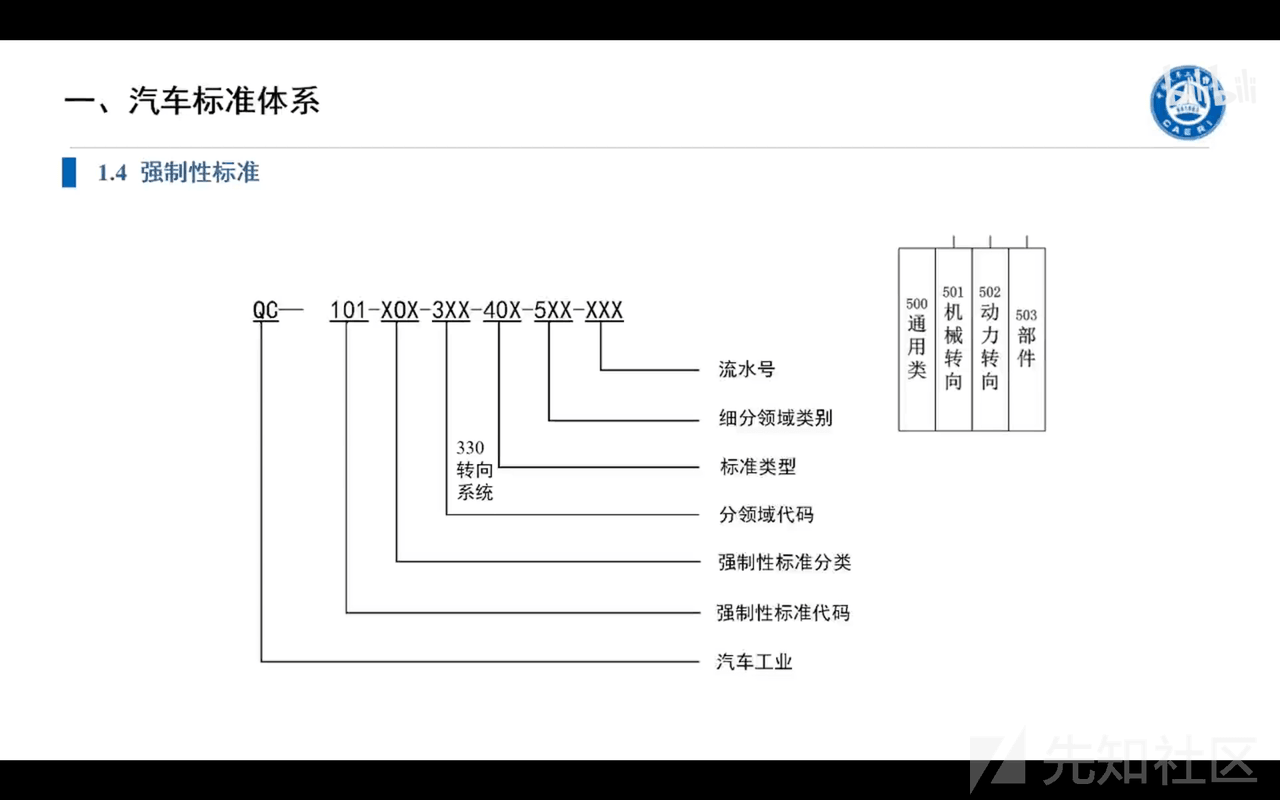 一、汽车标准体系
bili
CAERI
1.4 强制性标准
QC— 101-X0X-3XX-40X-5XX-XXX
500 通用类
501 机械转向
502 动力转向
503 部件
流水号
细分领域类别
330
转向
系统
标准类型
分领域代码
强制性标准分类
强制性标准代码
汽车工业
先知社区